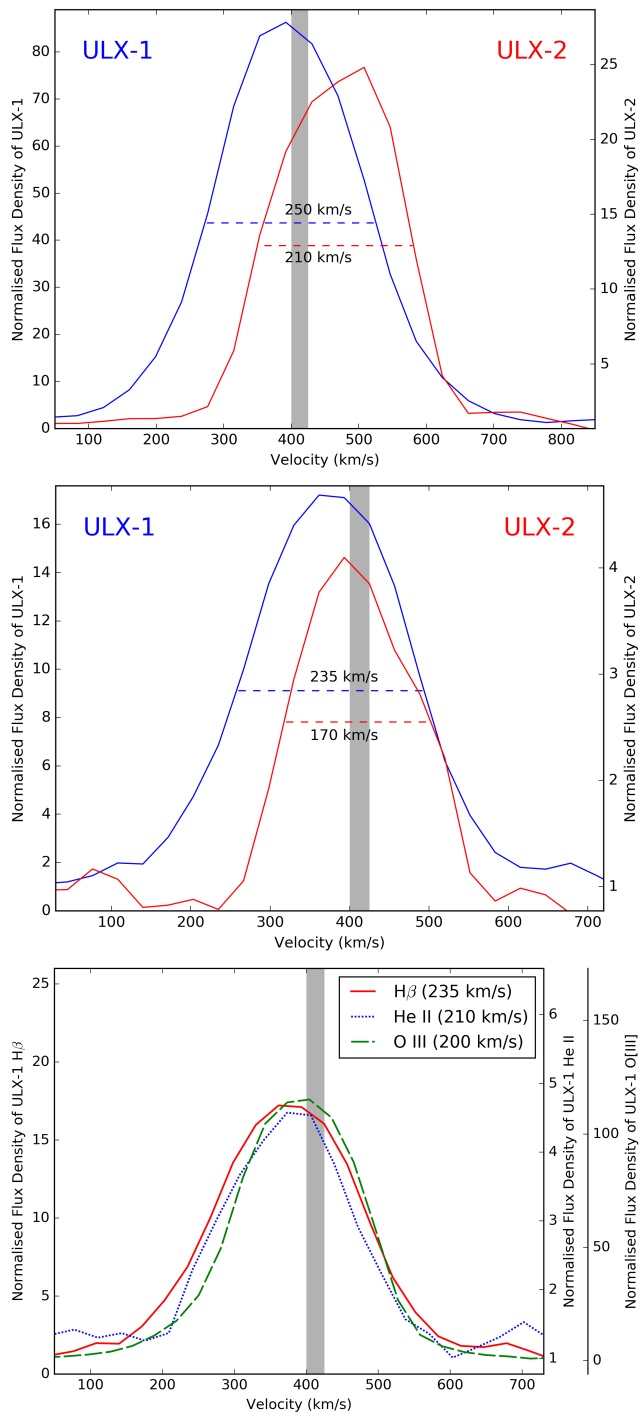 ULX-1
ULX-2
Normalised Flux Density of ULX-1
Normalised Flux Density of ULX-2
80
70
60
50
40
30
20
10
0
25
20
15
10
5
250 km/s
210 km/s
100 200 300 400 500 600 700 800
Velocity (km/s)
ULX-1
ULX-2
Normalised Flux Density of ULX-1
Normalised Flux Density of ULX-2
16
14
12
10
8
6
4
2
0
4
3
2
1
235 km/s
170 km/s
100 200 300 400 500 600 700
Velocity (km/s)
Hβ (235 km/s)
He II (210 km/s)
O III (200 km/s)
Normalised Flux Density of ULX-1 Hβ
Normalised Flux Density of ULX-1 He II
Normalised Flux Density of ULX-1 O[III]
25
20
15
10
5
0
6
5
4
3
2
1
150
100
50
0
100 200 300 400 500 600 700
Velocity (km/s)